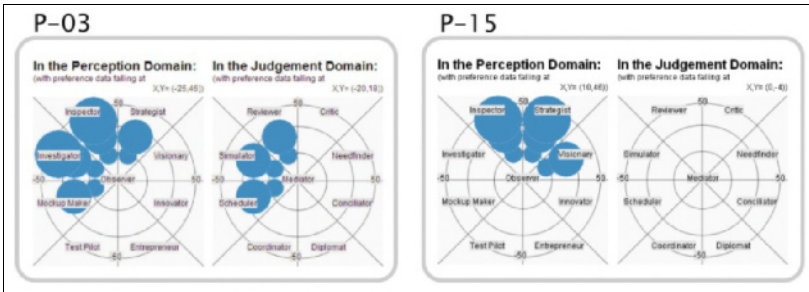 P-03
In the Perception Domain:
(with preference data falling at
X,Y= (-25,45))
50
Inspector
Strategist
Investigator
Visionary
-50
Observer
50
Mockup Maker
Innovator
Test Pilot
Entrepreneur
-50
In the Judgement Domain:
(with preference data falling at
X,Y= (-20,18))
50
Reviewer
Critic
Simulator
Needfinder
-50
Mediator
50
Scheduler
Conciliator
Coordinator
Diplomat
-50
P-15
In the Perception Domain:
(with preference data falling at
X,Y= (10,46))
50
Inspector
Strategist
Investigator
Visionary
-50
Observer
50
Mockup Maker
Innovator
Test Pilot
Entrepreneur
-50
In the Judgement Domain:
(with preference data falling at
X,Y= (0,-4))
50
Reviewer
Critic
Simulator
Needfinder
-50
Mediator
50
Scheduler
Conciliator
Coordinator
Diplomat
-50